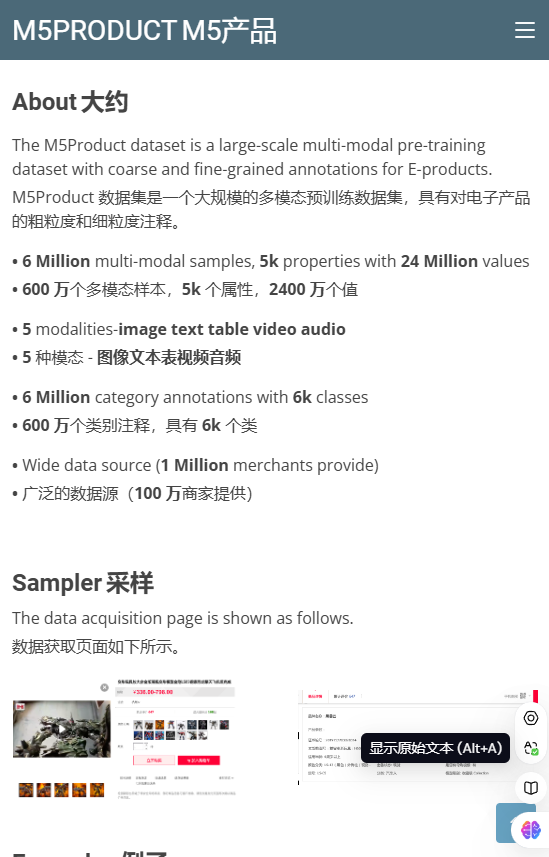 M5PRODUCT M5产品
About 大约
The M5Product dataset is a large-scale multi-modal pre-training
dataset with coarse and fine-grained annotations for E-products.
M5Product 数据集是一个大规模的多模态预训练数据集，具有对电子产品
的粗粒度和细粒度注释。
• 6 Million multi-modal samples, 5k properties with 24 Million values
• 600 万个多模态样本，5k 个属性，2400 万个值
• 5 modalities-image text table video audio
• 5 种模态 - 图像文本表视频音频
• 6 Million category annotations with 6k classes
• 600 万个类别注释，具有 6k 个类
• Wide data source (1 Million merchants provide)
• 广泛的数据源（100 万商家提供）
Sampler 采样
The data acquisition page is shown as follows.
数据获取页面如下所示。
显示原始文本 (Alt+A)